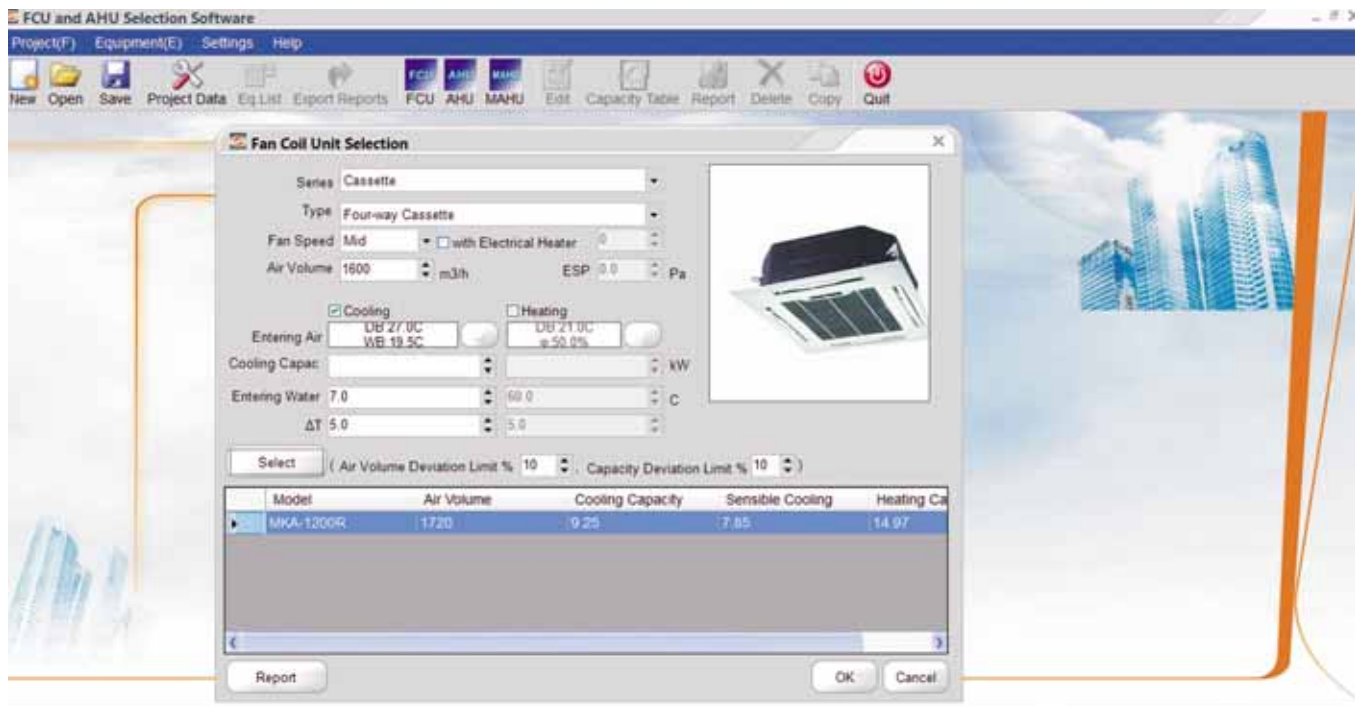 FCU and AHU Selection Software
Project(F) Equipment(E) Settings Help
FCU AHU MAHU
New Open Save Project Data Eq List Export Reports FCU AHU MAHU Edit Capacity Table Report Delete Copy Quit
Fan Coil Unit Selection
Series Cassette
Type Four-way Cassette
Fan Speed Mid with Electrical Heater 0
Air Volume 1600 m3/h ESP 0.0 Pa
Cooling Heating
Entering Air DB 27.0C DB 21.0C
WB 19.5C φ 50.0%
Cooling Capac kW
Entering Water 7.0 60.0 C
ΔT 5.0 5.0
Select ( Air Volume Deviation Limit % 10 , Capacity Deviation Limit % 10 )
Model Air Volume Cooling Capacity Sensible Cooling Heating Ca
MKA-1200R 1720 9.25 7.65 14.97
Report OK Cancel